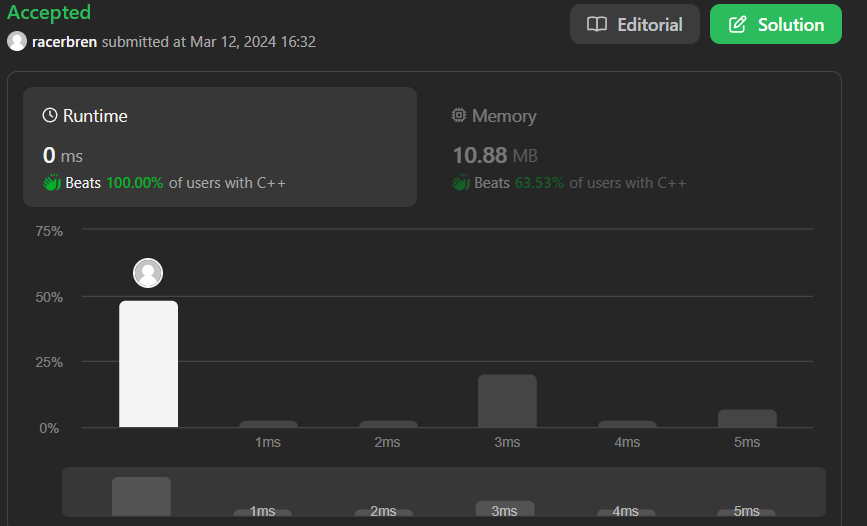 Accepted
racerbren submitted at Mar 12, 2024 16:32
Editorial
Solution
Runtime
0 ms
Beats 100.00% of users with C++
Memory
10.88 MB
Beats 63.53% of users with C++
75%
50%
25%
0%
1ms 2ms 3ms 4ms 5ms
1ms 2ms 3ms 4ms 5ms